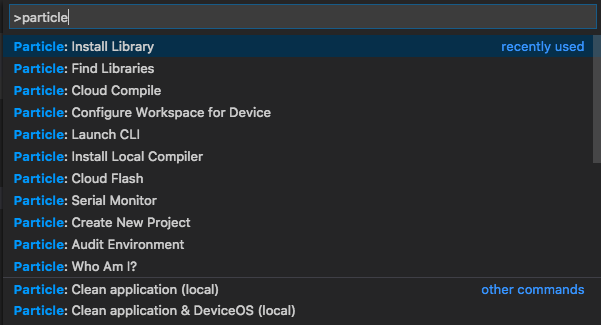 >particle
Particle: Install Library recently used
Particle: Find Libraries
Particle: Cloud Compile
Particle: Configure Workspace for Device
Particle: Launch CLI
Particle: Install Local Compiler
Particle: Cloud Flash
Particle: Serial Monitor
Particle: Create New Project
Particle: Audit Environment
Particle: Who Am I?
Particle: Clean application (local) other commands
Particle: Clean application & DeviceOS (local)